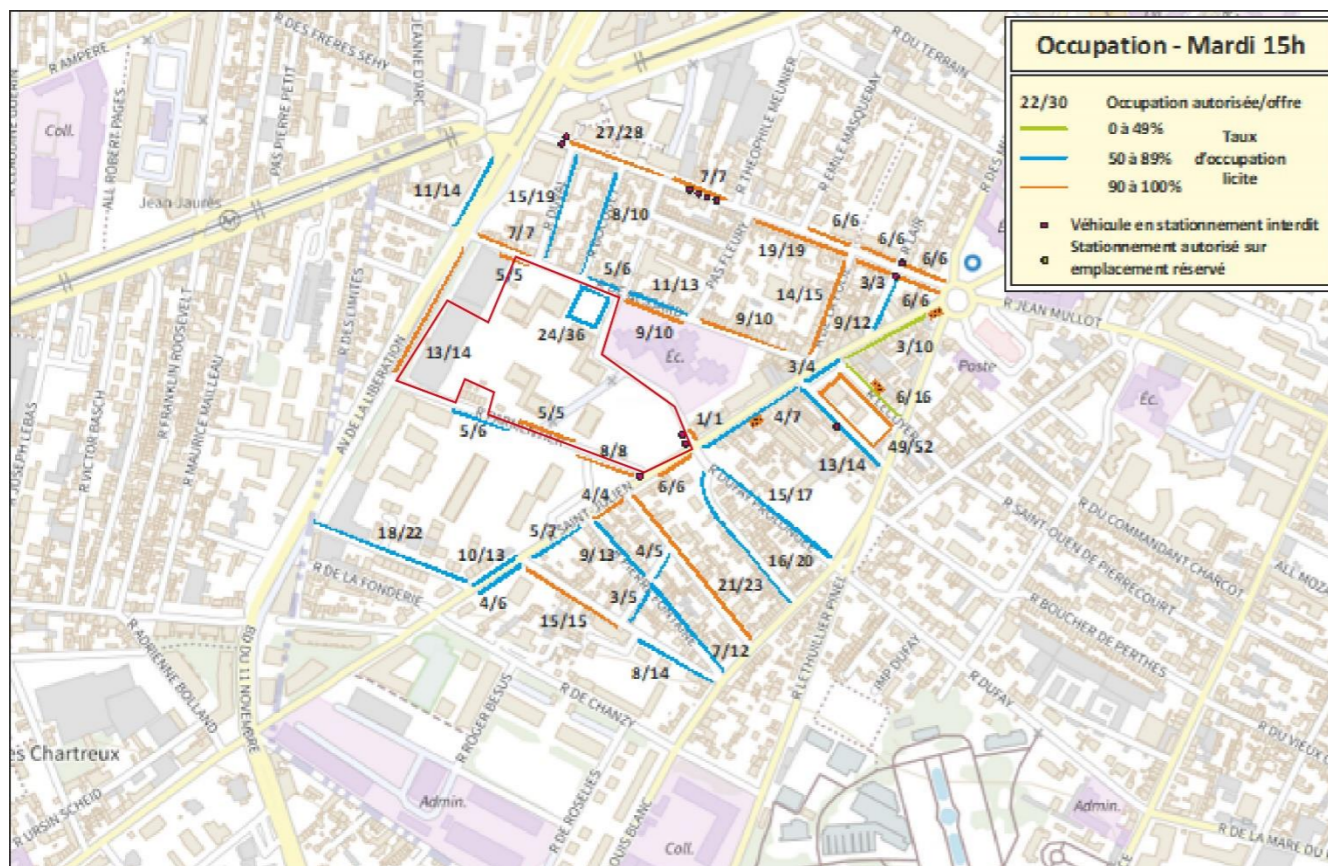 Occupation - Mardi 15h
22/30 Occupation autorisée/offre
0 à 49%
Taux
50 à 89%
d'occupation
licite
90 à 100%
Véhicule en stationnement interdit
Stationnement autorisé sur
emplacement réservé
R AMPERE
R DES FRERES SEHY
JEANNE D'ARC
R DU TERRAIN
Coll.
ALL ROBERT PAGES
PAS PIERRE PETIT
R THEOPHILE MEUNIER
R EMILE MASQUERAY
27/28
7/7
11/14
15/19
8/10
Jean Jaurès
M
6/6
R LAIR
7/7
19/19
6/6
PAS FLEURY
6/6
5/5
5/6
11/13
14/15
3/3
6/6
R JEAN MULLOT
24/36
9/10
9/10
9/12
3/10
R DES LIMITES
R FRANKLIN ROOSEVELT
R MAURICE MAILLEAU
13/14
Éc.
3/4
Poste
6/16
Éc.
AV DE LA LIBERATION
R VICTOR BASCH
R JOSEPH LEBAS
5/5
5/6
1/1
4/7
49/52
8/8
13/14
6/6
R DUFAY PROLONGEE
15/17
4/4
SAINT JULIEN
18/22
5/7
10/13
9/13
4/5
16/20
21/23
R DE LA FONDERIE
4/6
3/5
R PIERRE FONTAINE
15/15
7/12
8/14
R SAINT-OUEN DE PIERRECOURT
R DU COMMANDANT CHARCOT
R BOUCHER DE PERTHES
R LETHUILLIER PINEL
IMP DUFAY
R DUFAY
R ADRIENNE BOLLAND
BD DU 11 NOVEMBRE
R ROGER BESUS
R DE CHANZY
es Chartreux
R URSIN SCHEID
Admin.
R DE ROSELIES
OUIS BLANC
Coll.
Admin.
R DE LA MARE DU